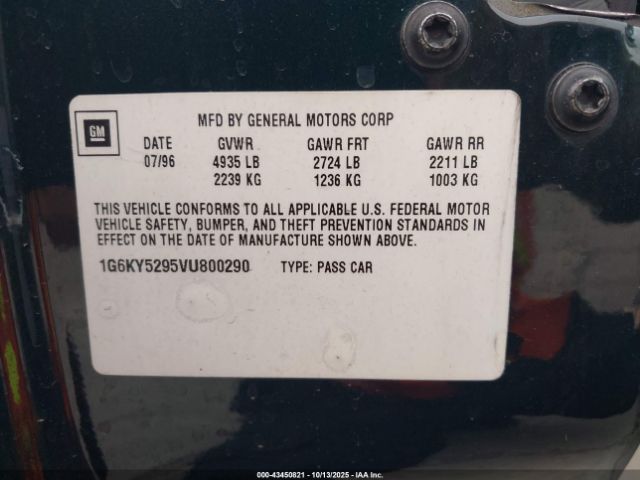 GM
MFD BY GENERAL MOTORS CORP
DATE GVWR GAWR FRT GAWR RR
07/96 4935 LB 2724 LB 2211 LB
2239 KG 1236 KG 1003 KG
THIS VEHICLE CONFORMS TO ALL APPLICABLE U.S. FEDERAL MOTOR
VEHICLE SAFETY, BUMPER, AND THEFT PREVENTION STANDARDS IN
EFFECT ON THE DATE OF MANUFACTURE SHOWN ABOVE.
1G6KY5295VU800290 TYPE: PASS CAR
000-43450821 - 10/13/2025 - IAA Inc.